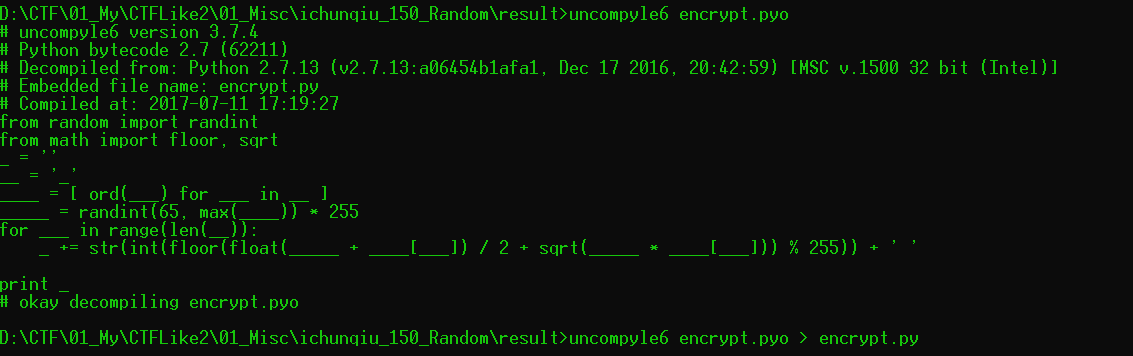 D:\CTF\01_My\CTFLike2\01_Misc\ichunqiu_150_Random\result>uncompyle6 encrypt.pyo
# uncompyle6 version 3.7.4
# Python bytecode 2.7 (62211)
# Decompiled from: Python 2.7.13 (v2.7.13:a06454b1afa1, Dec 17 2016, 20:42:59) [MSC v.1500 32 bit (Intel)]
# Embedded file name: encrypt.py
# Compiled at: 2017-07-11 17:19:27
from random import randint
from math import floor, sqrt
_ = ''
__ = '_'
____ = [ ord(___) for ___ in __ ]
_____ = randint(65, max(____)) * 255
for ___ in range(len(__)):
    _ += str(int(floor(float(_____ + ____[___]) / 2 + sqrt(_____ * ____[___])) % 255)) + ' '
print _
# okay decompiling encrypt.pyo
D:\CTF\01_My\CTFLike2\01_Misc\ichunqiu_150_Random\result>uncompyle6 encrypt.pyo > encrypt.py